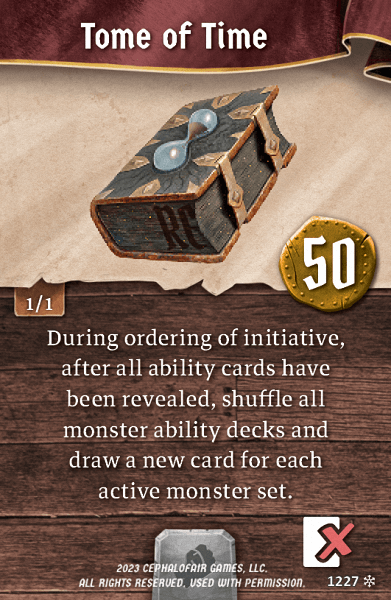 Tome of Time
RE
50
1/1
During ordering of initiative,
after all ability cards have
been revealed, shuffle all
monster ability decks and
draw a new card for each
active monster set.
2023 CEPHALOFAIR GAMES, LLC.
ALL RIGHTS RESERVED, USED WITH PERMISSION.
1227